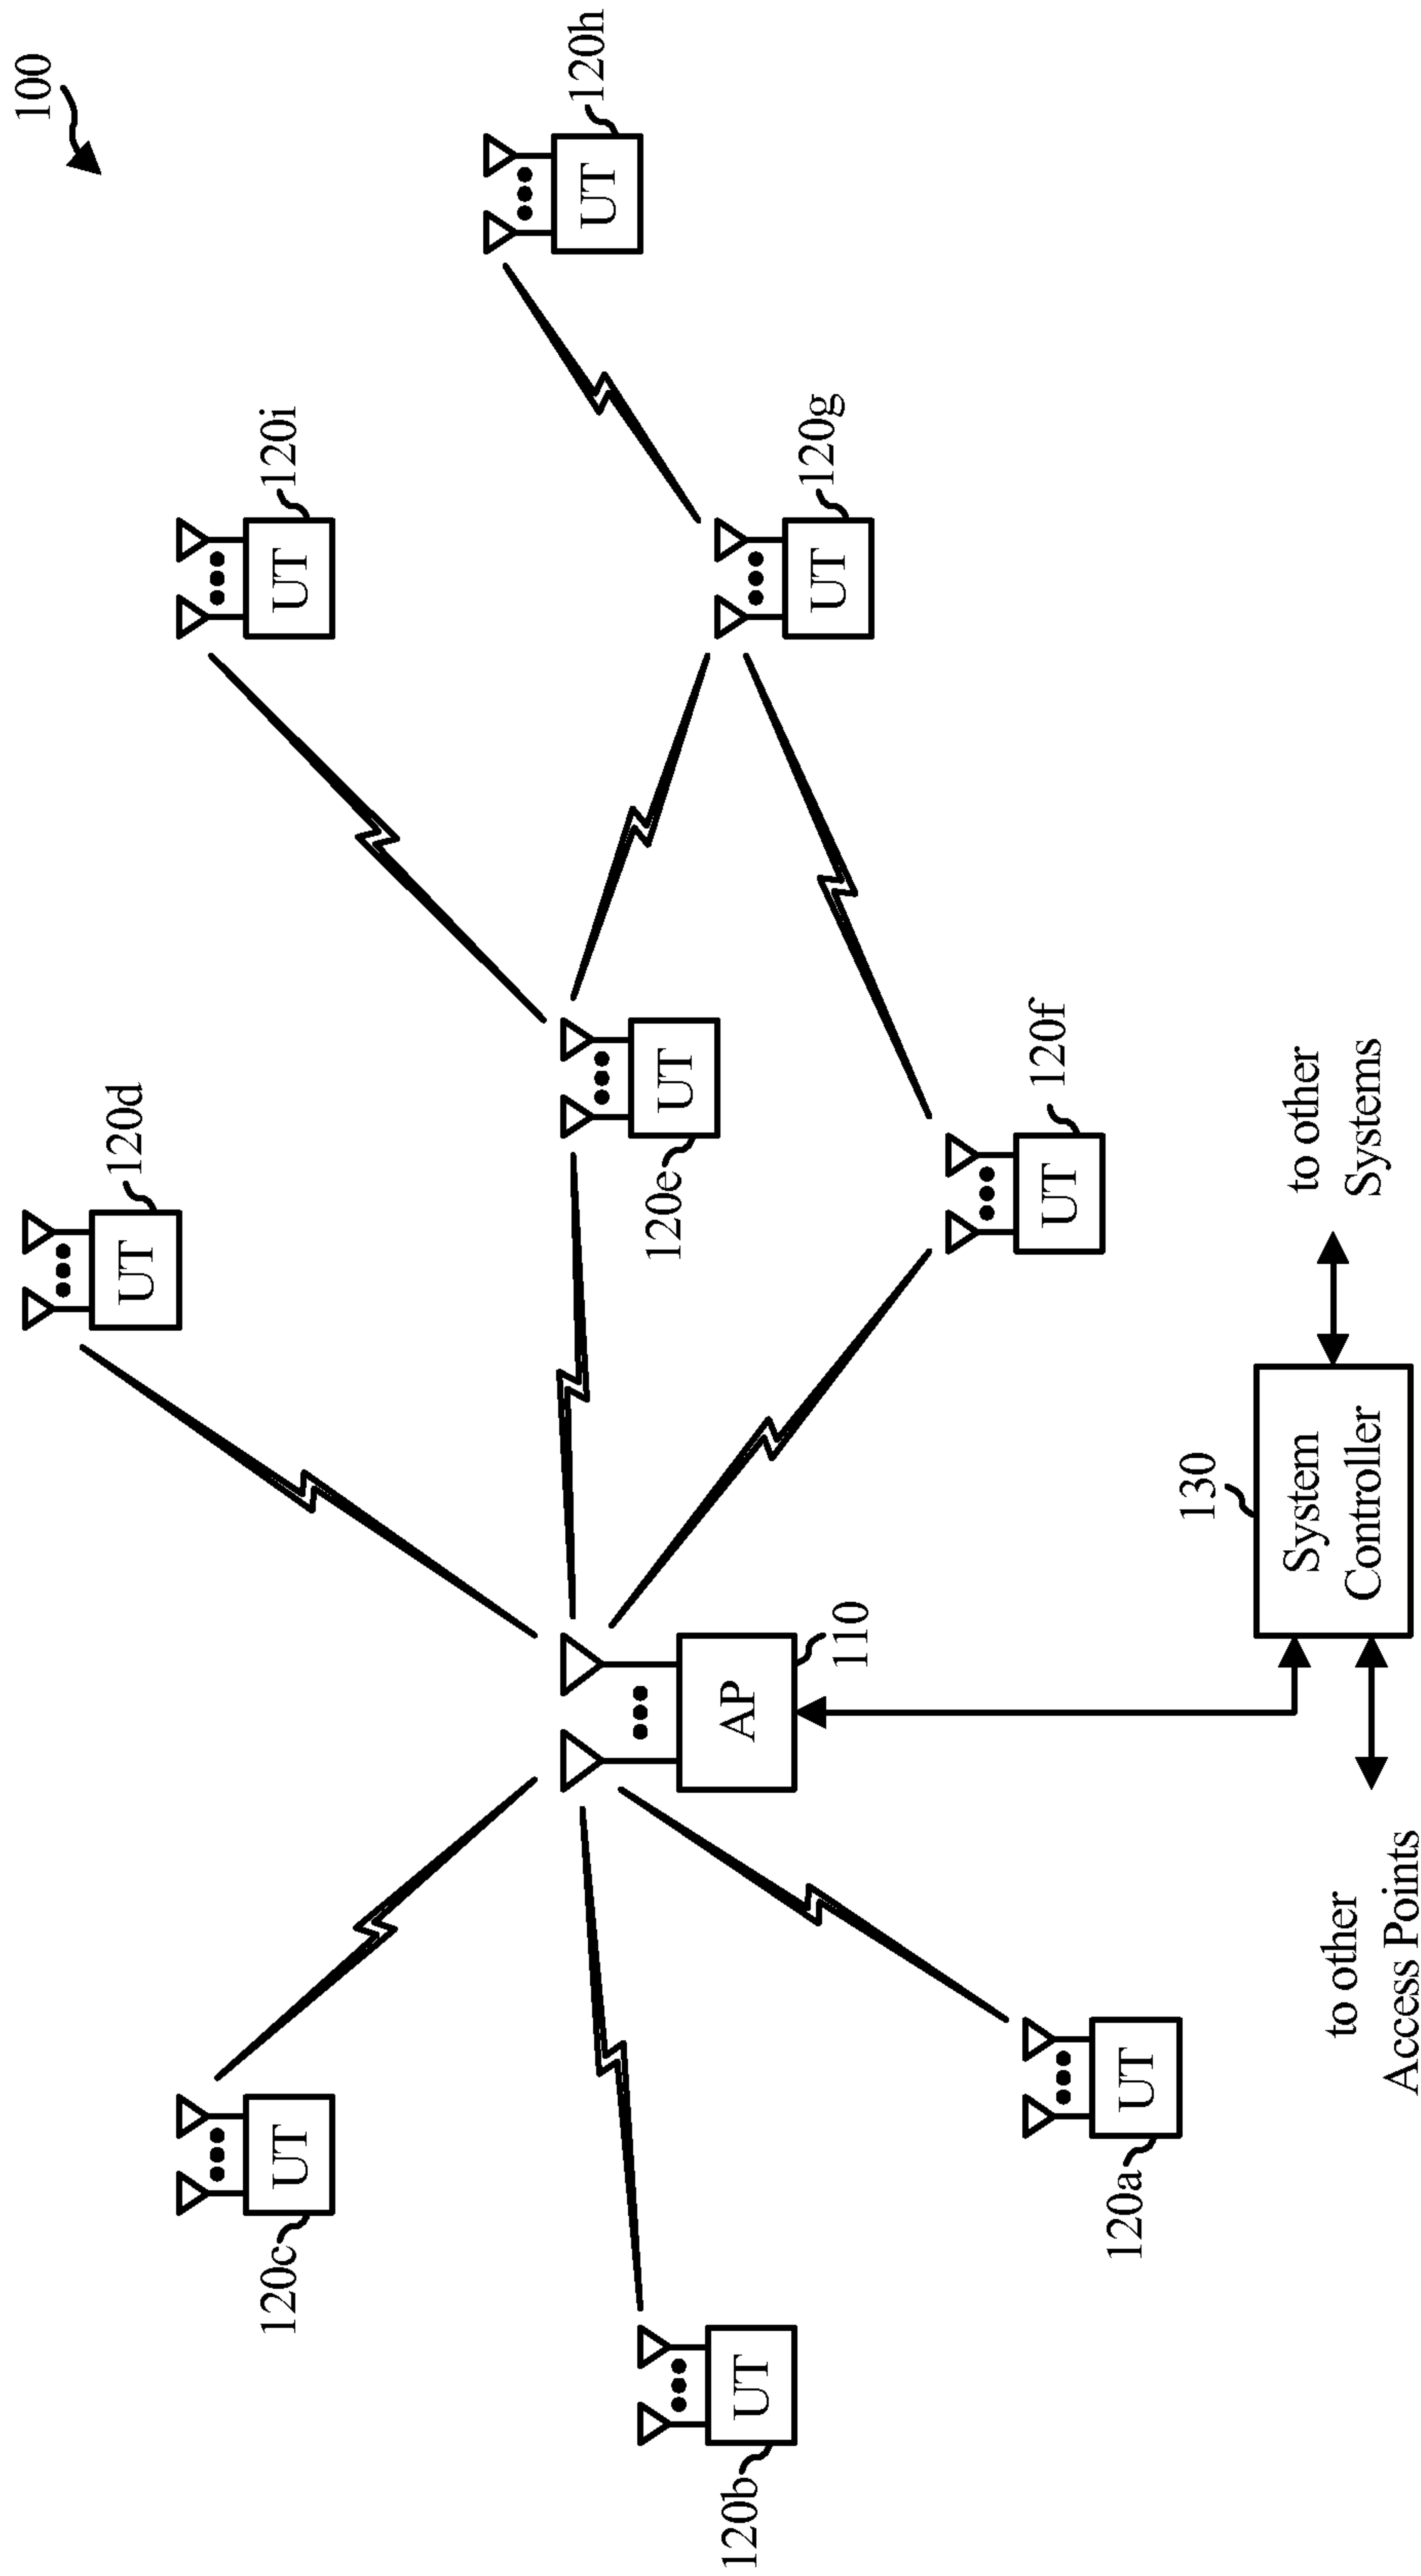 100
UT
120d
UT
120c
UT
120i
UT
120h
UT
120e
UT
120b
AP
110
UT
120g
UT
120f
UT
120a
130
System
Controller
to other
Systems
to other
Access Points